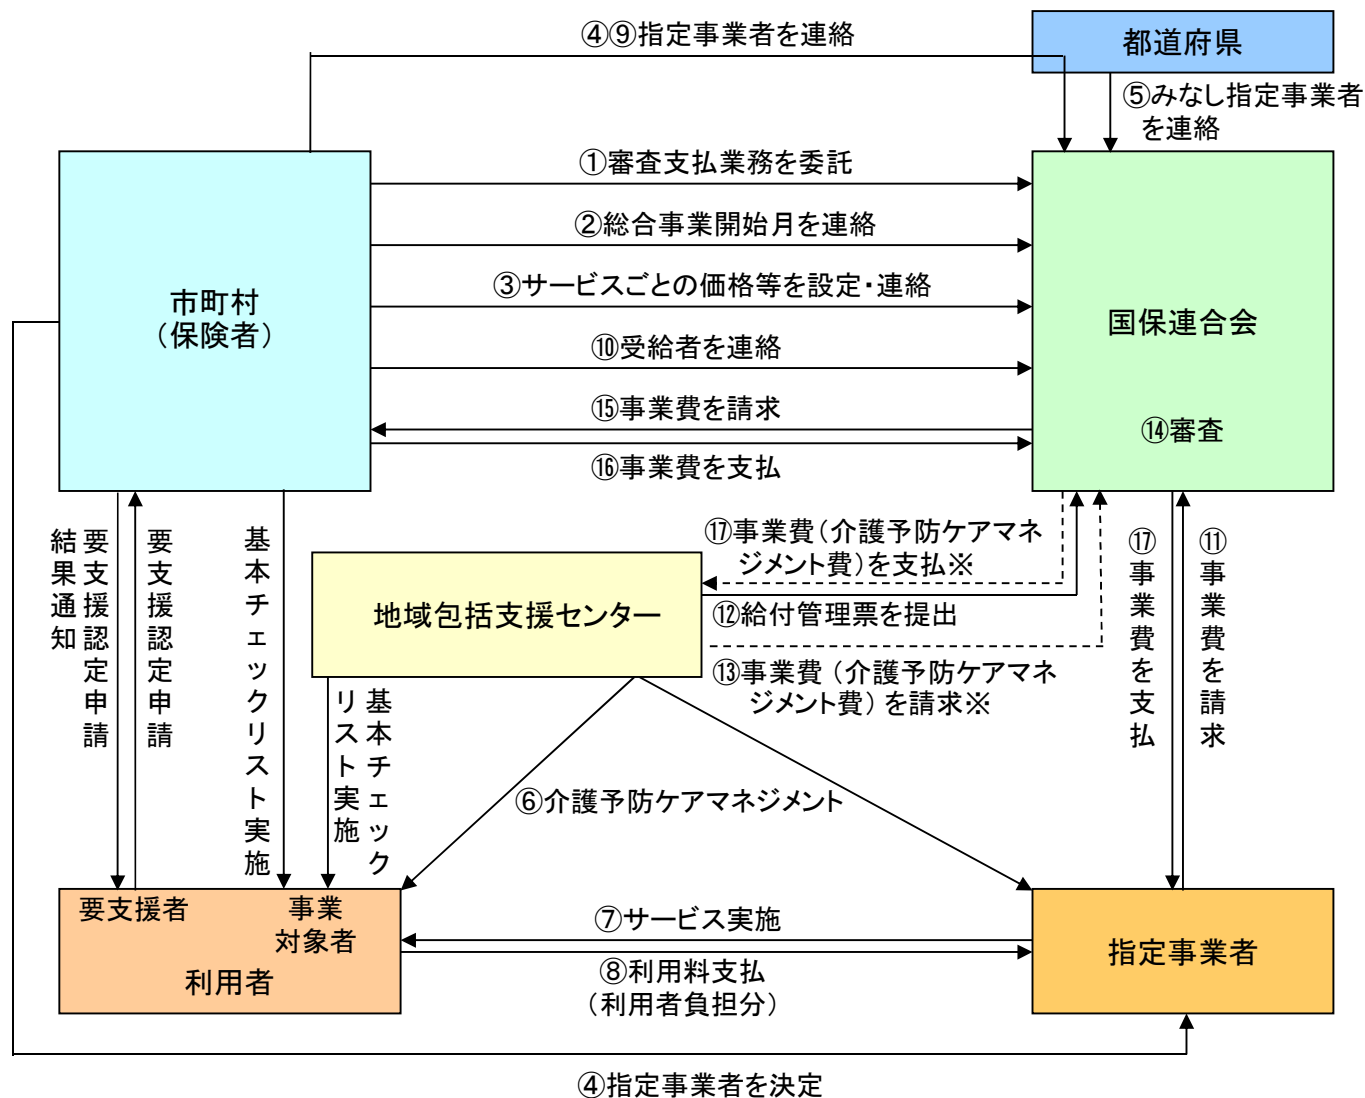 ④⑨指定事業者を連絡
都道府県
⑤みなし指定事業者
を連絡
①審査支払業務を委託
②総合事業開始月を連絡
③サービスごとの価格等を設定・連絡
市町村
（保険者）
国保連合会
⑩受給者を連絡
⑮事業費を請求
⑭審査
⑯事業費を支払
要支援認定申請
結果通知
要支援認定申請
基本チェックリスト実施
⑰事業費（介護予防ケアマネ
ジメント費）を支払※
地域包括支援センター
⑫給付管理票を提出
⑬事業費（介護予防ケアマネ
ジメント費）を請求※
⑰事業費を支払
⑪事業費を請求
基本チェック
リスト実施
⑥介護予防ケアマネジメント
要支援者
事業
対象者
利用者
⑦サービス実施
⑧利用料支払
（利用者負担分）
指定事業者
④指定事業者を決定